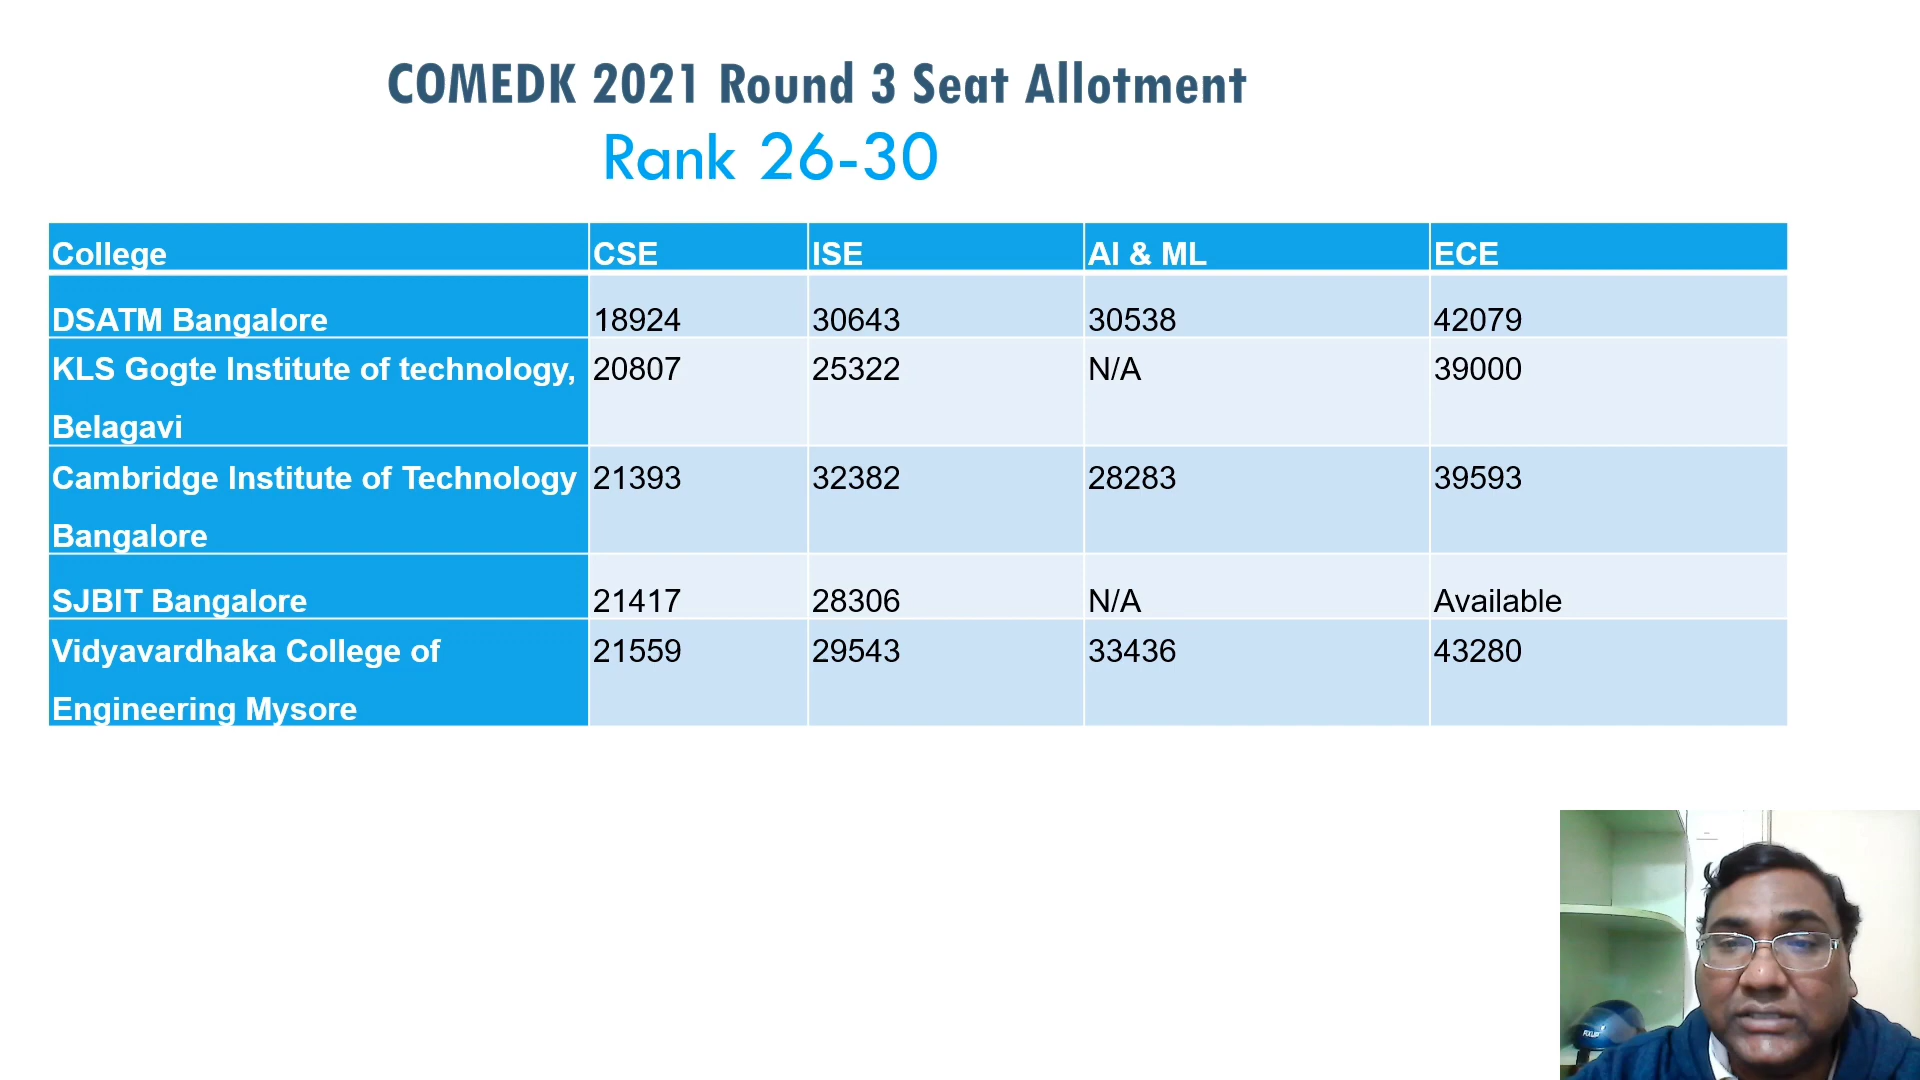 COMEDK 2021 Round 3 Seat Allotment
Rank 26-30
College CSE ISE AI & ML ECE
DSATM Bangalore 18924 30643 30538 42079
KLS Gogte Institute of technology, 20807 25322 N/A 39000
Belagavi
Cambridge Institute of Technology 21393 32382 28283 39593
Bangalore
SJBIT Bangalore 21417 28306 N/A Available
Vidyavardhaka College of 21559 29543 33436 43280
Engineering Mysore